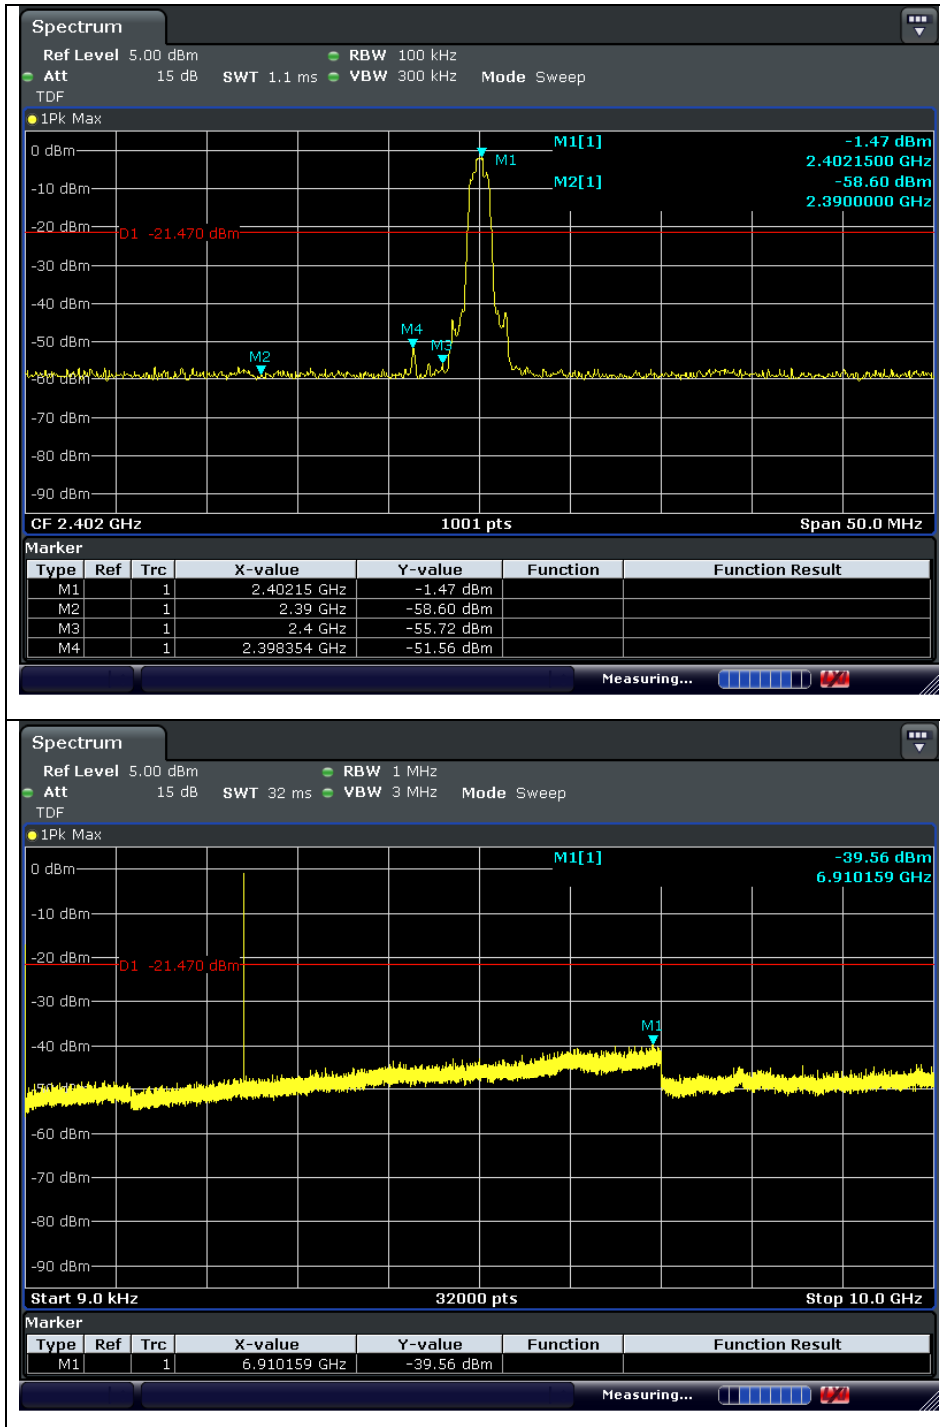 Spectrum
Ref Level 5.00 dBm RBW 100 kHz
Att 15 dB SWT 1.1 ms VBW 300 kHz Mode Sweep
TDF
1Pk Max
M1[1] -1.47 dBm
2.4021500 GHz
M2[1] -58.60 dBm
2.3900000 GHz
0 dBm
M1
-10 dBm
-20 dBm
D1 -21.470 dBm
-30 dBm
-40 dBm
M4
-50 dBm
M3
M2
-60 dBm
-70 dBm
-80 dBm
-90 dBm
CF 2.402 GHz 1001 pts Span 50.0 MHz
Marker
Type Ref Trc X-value Y-value Function Function Result
M1 1 2.40215 GHz -1.47 dBm
M2 1 2.39 GHz -58.60 dBm
M3 1 2.4 GHz -55.72 dBm
M4 1 2.398354 GHz -51.56 dBm
Measuring...
Spectrum
Ref Level 5.00 dBm RBW 1 MHz
Att 15 dB SWT 32 ms VBW 3 MHz Mode Sweep
TDF
1Pk Max
M1[1] -39.56 dBm
6.910159 GHz
0 dBm
-10 dBm
-20 dBm
D1 -21.470 dBm
-30 dBm
M1
-40 dBm
-60 dBm
-70 dBm
-80 dBm
-90 dBm
Start 9.0 kHz 32000 pts Stop 10.0 GHz
Marker
Type Ref Trc X-value Y-value Function Function Result
M1 1 6.910159 GHz -39.56 dBm
Measuring...